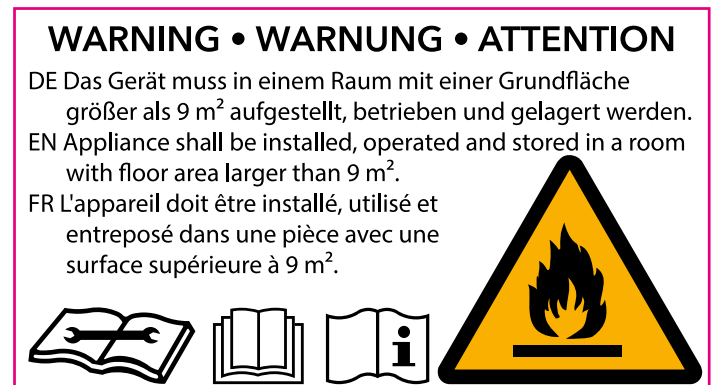 WARNING • WARNUNG • ATTENTION
DE Das Gerät muss in einem Raum mit einer Grundfläche
größer als 9 m² aufgestellt, betrieben und gelagert werden.
EN Appliance shall be installed, operated and stored in a room
with floor area larger than 9 m².
FR L'appareil doit être installé, utilisé et
entreposé dans une pièce avec une
surface supérieure à 9 m².
i